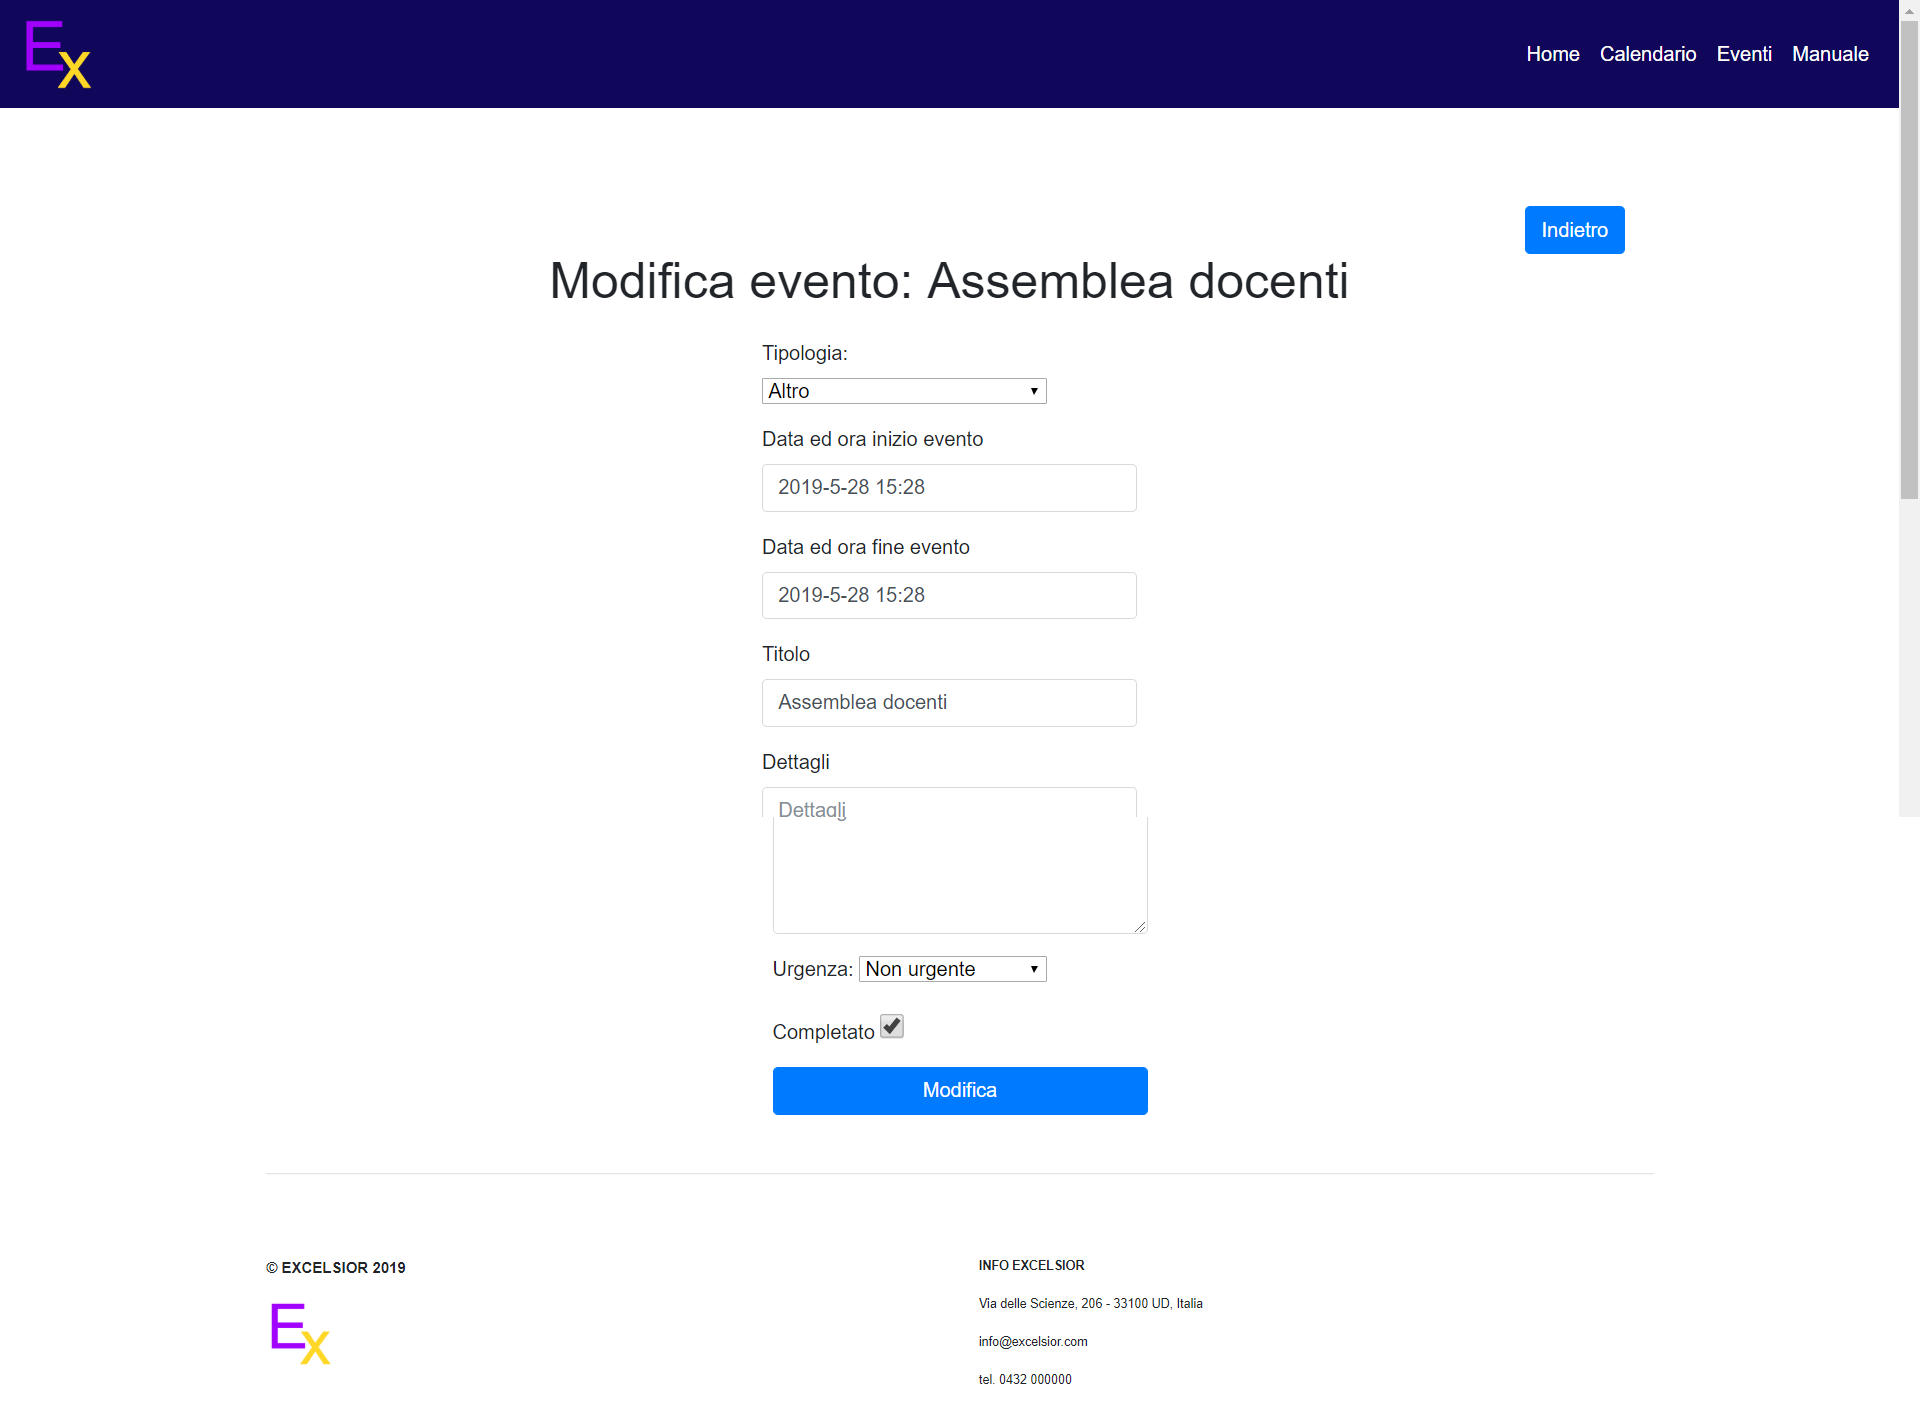 Ex
Home Calendario Eventi Manuale
Indietro
Modifica evento: Assemblea docenti
Tipologia:
Altro
Data ed ora inizio evento
2019-5-28 15:28
Data ed ora fine evento
2019-5-28 15:28
Titolo
Assemblea docenti
Dettagli
Dettagli
Urgenza: Non urgente
Completato
Modifica
© EXCELSIOR 2019
Ex
INFO EXCELSIOR
Via delle Scienze, 206 - 33100 UD, Italia
info@excelsior.com
tel. 0432 000000